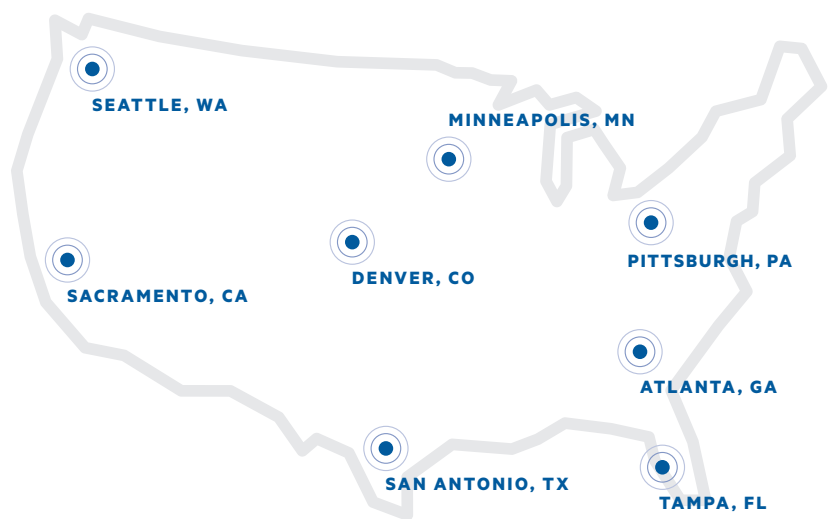 SEATTLE, WA
MINNEAPOLIS, MN
PITTSBURGH, PA
DENVER, CO
SACRAMENTO, CA
ATLANTA, GA
SAN ANTONIO, TX
TAMPA, FL